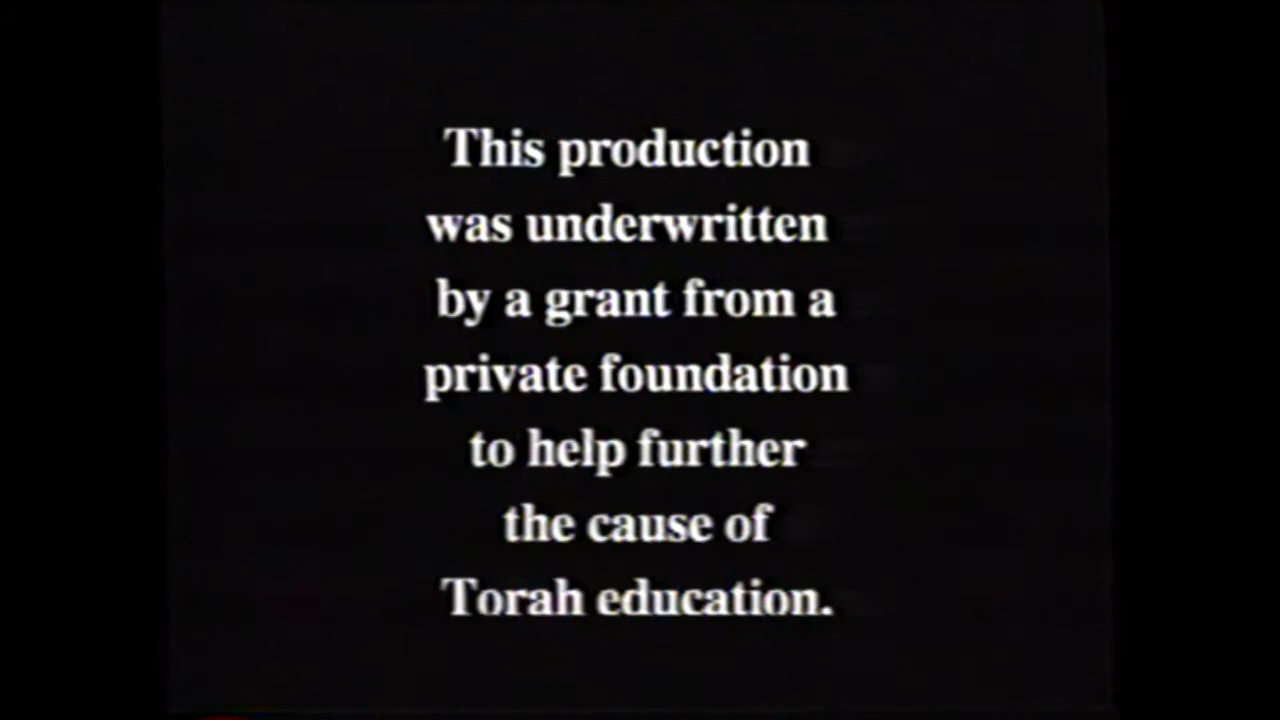 This production
was underwritten
by a grant from a
private foundation
to help further
the cause of
Torah education.